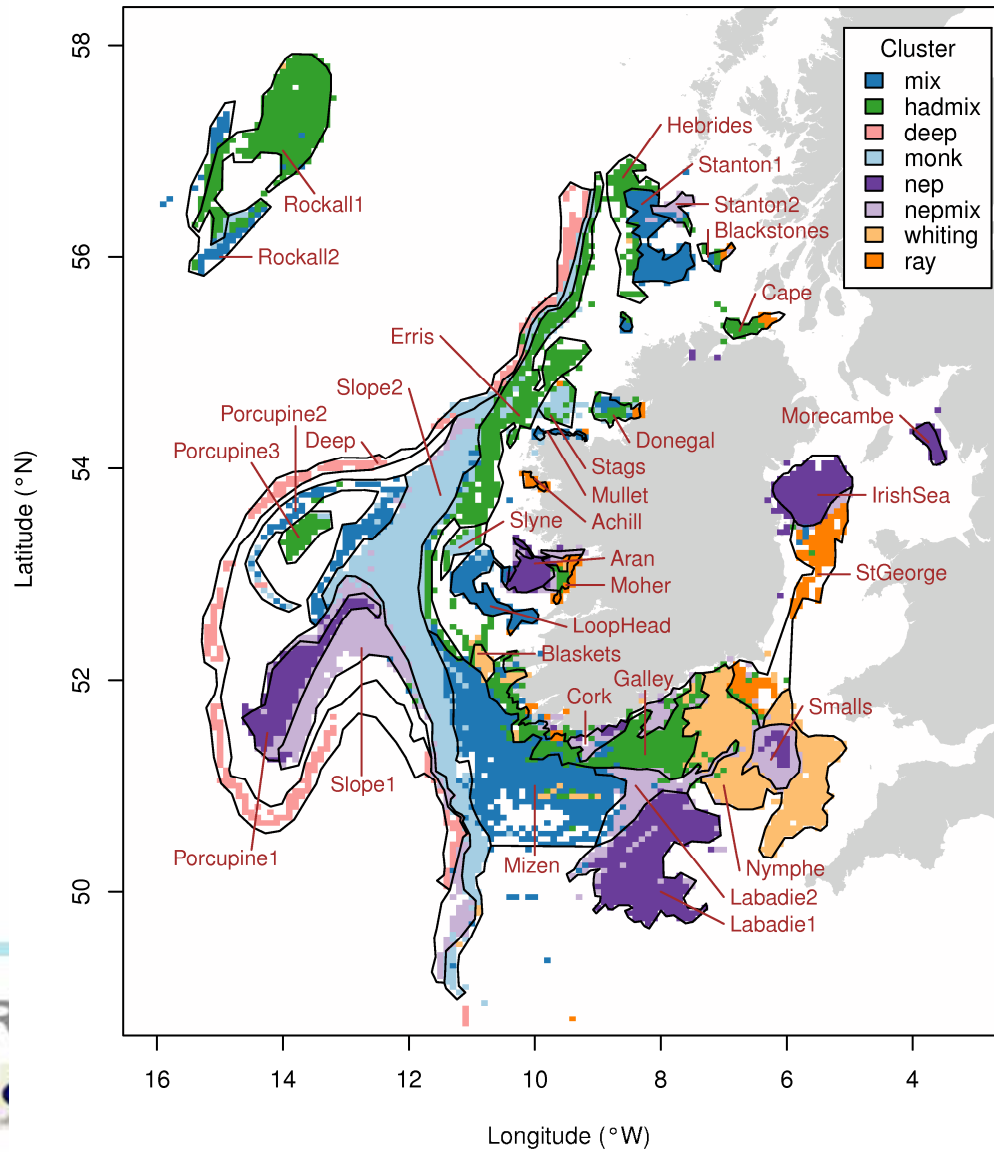 58
56
54
52
50
Latitude (°N)
16
14
12
10
8
6
4
Longitude (°W)
Cluster
mix
hadmix
deep
monk
nep
nepmix
whiting
ray
Hebrides
Stanton1
Stanton2
Blackstones
Rockall1
Rockall2
Cape
Erris
Slope2
Porcupine2
Deep
Porcupine3
Donegal
Morecambe
Stags
Mullet
IrishSea
Achill
Slyne
Aran
StGeorge
Moher
LoopHead
Blaskets
Galley
Cork
Smalls
Slope1
Porcupine1
Mizen
Nymphe
Labadie2
Labadie1